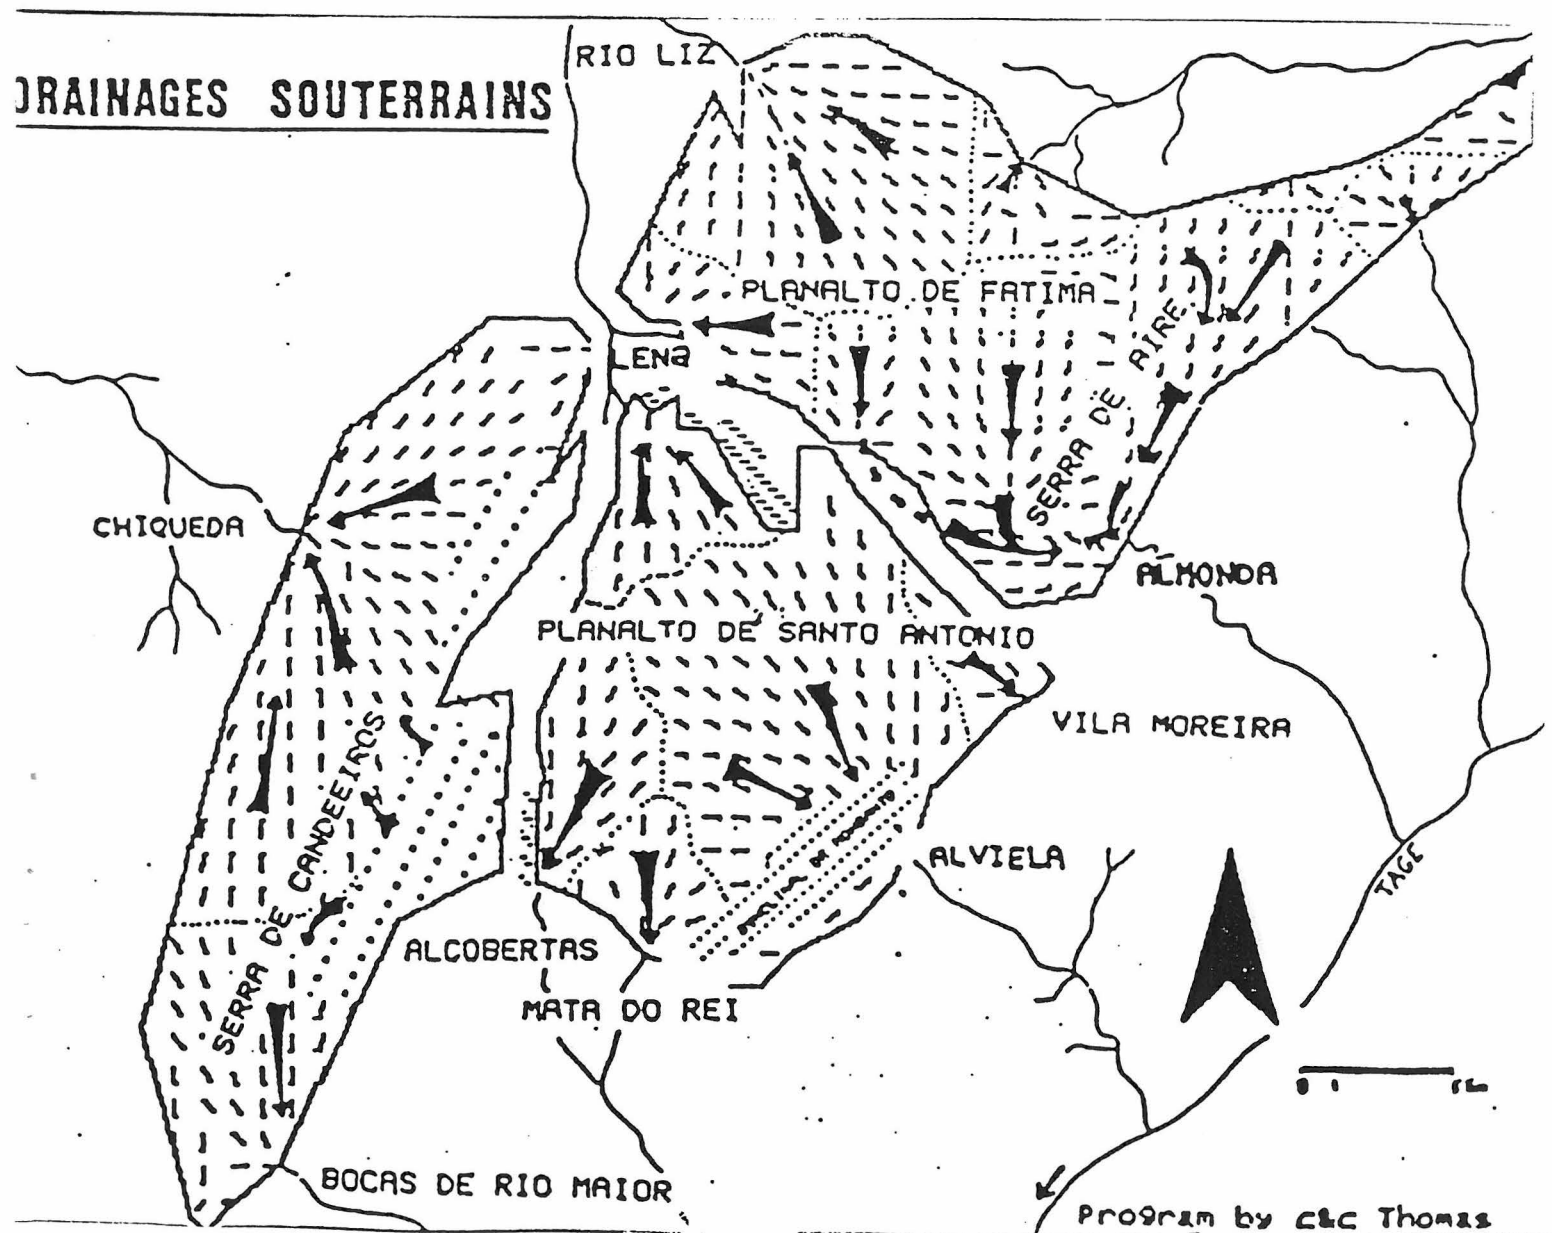 RIO LIZ
DRAINAGES SOUTERRAINS
PLANALTO DE FATIMA
LENA
SERRA DE AIRE
CHIQUEDA
ALMONDA
PLANALTO DE SANTO ANTONIO
VILA MOREIRA
SERRA DE CANDEEIROS
ALVIELA
TAGE
ALCOBERTAS
MATA DO REI
BOCAS DE RIO MAIOR
Program by c&c Thomas